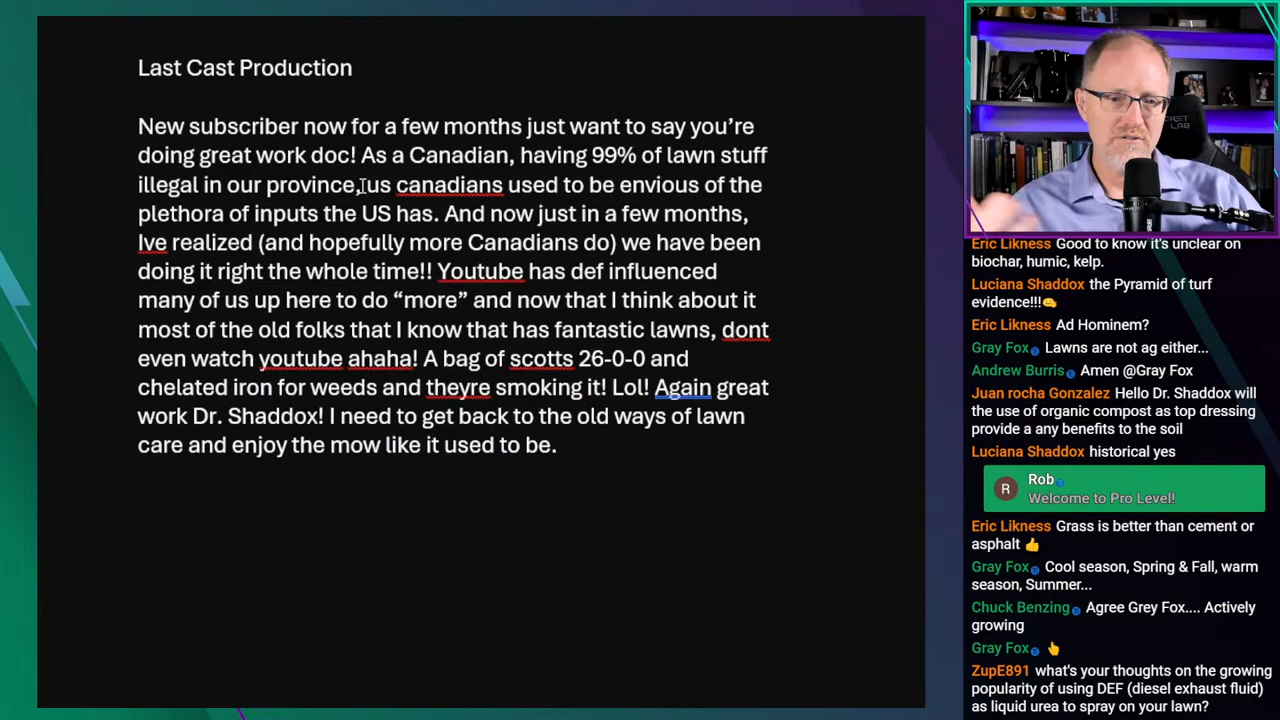 Last Cast Production
New subscriber now for a few months just want to say you're
doing great work doc! As a Canadian, having 99% of lawn stuff
illegal in our province, us canadians used to be envious of the
plethora of inputs the US has. And now just in a few months,
Ive realized (and hopefully more Canadians do) we have been
doing it right the whole time!! Youtube has def influenced
many of us up here to do “more” and now that I think about it
most of the old folks that I know that has fantastic lawns, dont
even watch youtube ahaha! A bag of scotts 26-0-0 and
chelated iron for weeds and theyre smoking it! Lol! Again great
work Dr. Shaddox! I need to get back to the old ways of lawn
care and enjoy the mow like it used to be.
Eric Likness Good to know it's unclear on
biochar, humic, kelp.
Luciana Shaddox the Pyramid of turf
evidence!!!
Eric Likness Ad Hominem?
Gray Fox Lawns are not ag either...
Andrew Burris Amen @Gray Fox
Juan rocha Gonzalez Hello Dr. Shaddox will
the use of organic compost as top dressing
provide a any benefits to the soil
Luciana Shaddox historical yes
R Rob
Welcome to Pro Level!
Eric Likness Grass is better than cement or
asphalt 👍
Gray Fox Cool season, Spring & Fall, warm
season, Summer...
Chuck Benzing Agree Grey Fox.... Actively
growing
Gray Fox 👆
ZupE891 what's your thoughts on the growing
popularity of using DEF (diesel exhaust fluid)
as liquid urea to spray on your lawn?